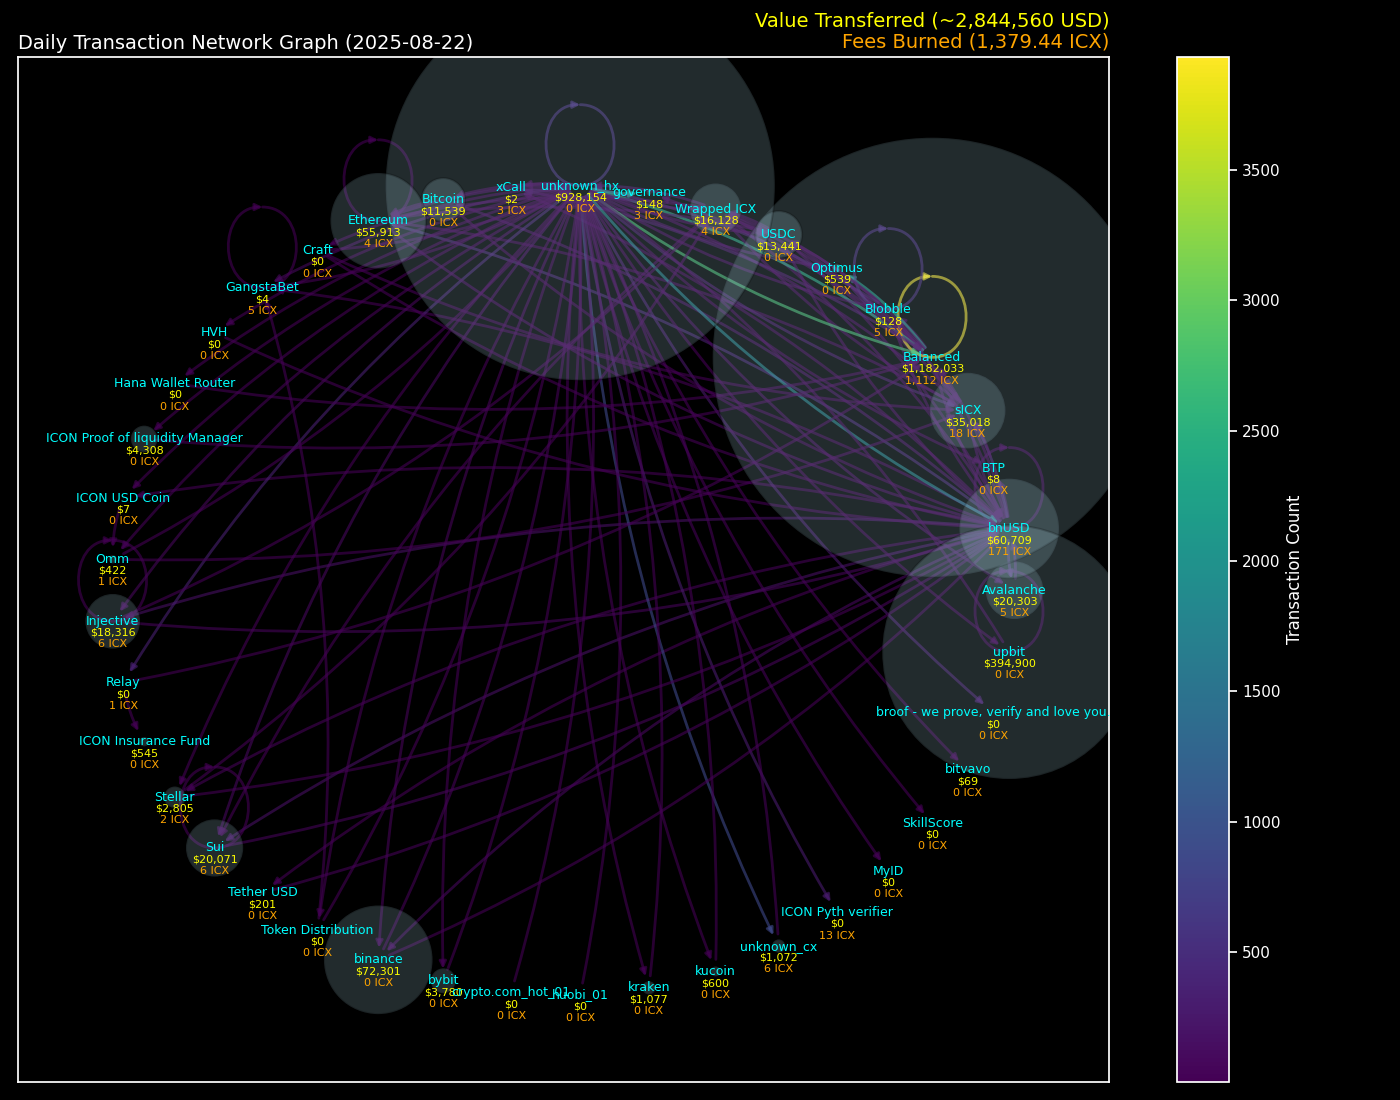 Value Transferred (~2,844,560 USD)
Daily Transaction Network Graph (2025-08-22)
Fees Burned (1,379.44 ICX)
unknown_hx
$928,154
0 ICX
xCall
$2
3 ICX
governance
$148
3 ICX
Bitcoin
$11,539
0 ICX
Wrapped ICX
$16,128
4 ICX
Ethereum
$55,913
4 ICX
USDC
$13,441
0 ICX
Craft
$0
0 ICX
Optimus
$539
0 ICX
GangstaBet
$4
5 ICX
Blobble
$128
5 ICX
HVH
$0
0 ICX
Balanced
$1,182,033
1,112 ICX
Hana Wallet Router
$0
0 ICX
sICX
$35,018
18 ICX
ICON Proof of liquidity Manager
$4,308
0 ICX
BTP
$8
0 ICX
ICON USD Coin
$7
0 ICX
bnUSD
$60,709
171 ICX
Omm
$422
1 ICX
Avalanche
$20,303
5 ICX
Injective
$18,316
6 ICX
upbit
$394,900
0 ICX
Relay
$0
1 ICX
broof - we prove, verify and love you
$0
0 ICX
ICON Insurance Fund
$545
0 ICX
bitvavo
$69
0 ICX
Stellar
$2,805
2 ICX
SkillScore
$0
0 ICX
Sui
$20,071
6 ICX
MyID
$0
0 ICX
Tether USD
$201
0 ICX
ICON Pyth verifier
$0
13 ICX
Token Distribution
$0
0 ICX
unknown_cx
$1,072
6 ICX
binance
$72,301
0 ICX
kucoin
$600
0 ICX
bybit
$3,780
0 ICX
kraken
$1,077
0 ICX
crypto.com_hot_01
$0
0 ICX
huobi_01
$0
0 ICX
3500
3000
2500
2000
1500
1000
500
Transaction Count